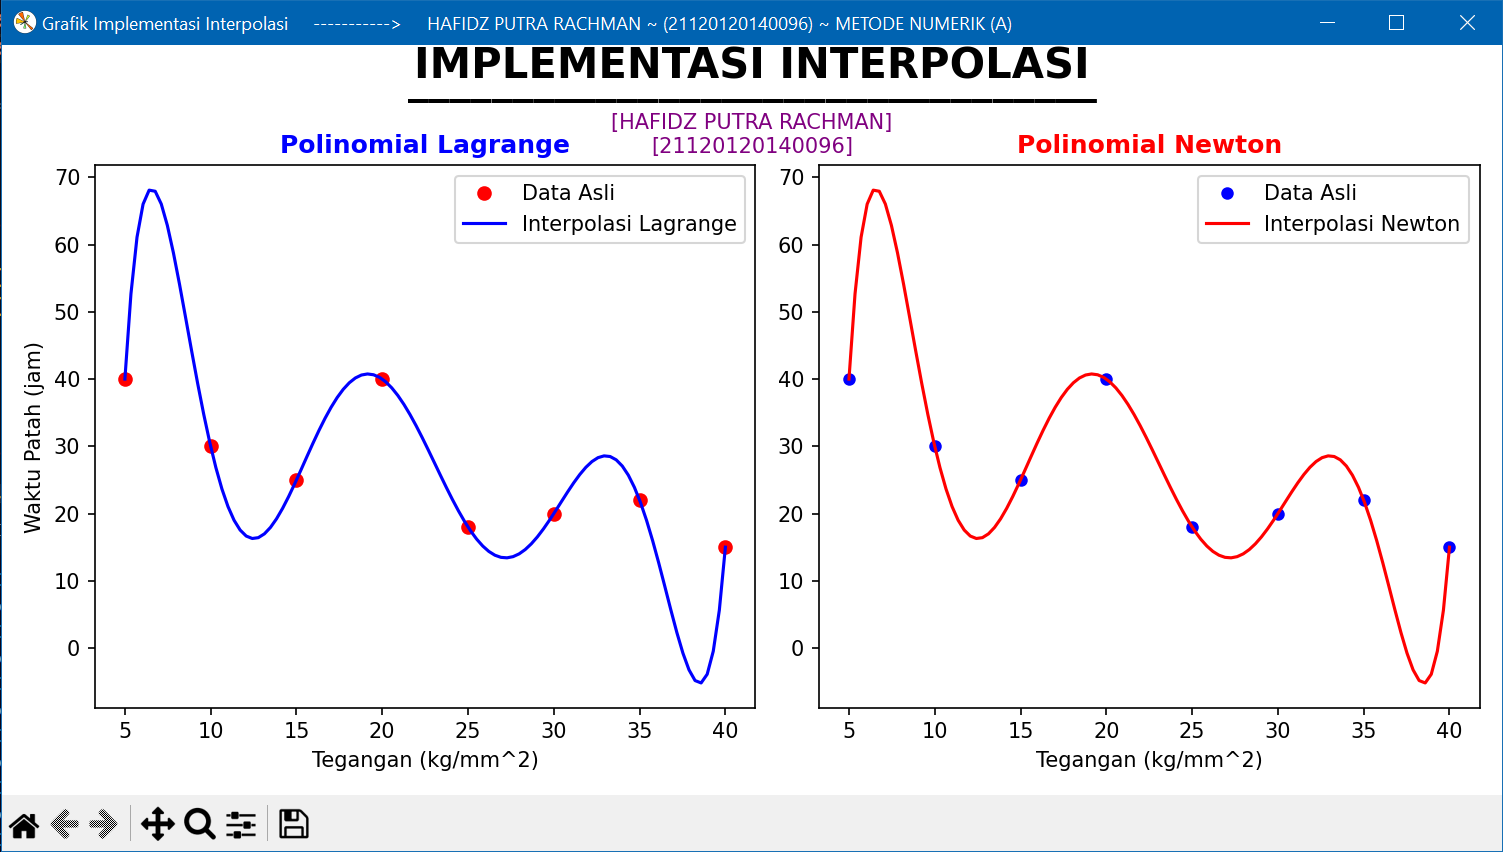 Grafik Implementasi Interpolasi -----------> HAFIDZ PUTRA RACHMAN ~ (21120120140096) ~ METODE NUMERIK (A)
IMPLEMENTASI INTERPOLASI
[HAFIDZ PUTRA RACHMAN]
[21120120140096]
Polinomial Lagrange
Data Asli
Interpolasi Lagrange
Waktu Patah (jam)
70
60
50
40
30
20
10
0
5 10 15 20 25 30 35 40
Tegangan (kg/mm^2)
Polinomial Newton
Data Asli
Interpolasi Newton
70
60
50
40
30
20
10
0
5 10 15 20 25 30 35 40
Tegangan (kg/mm^2)